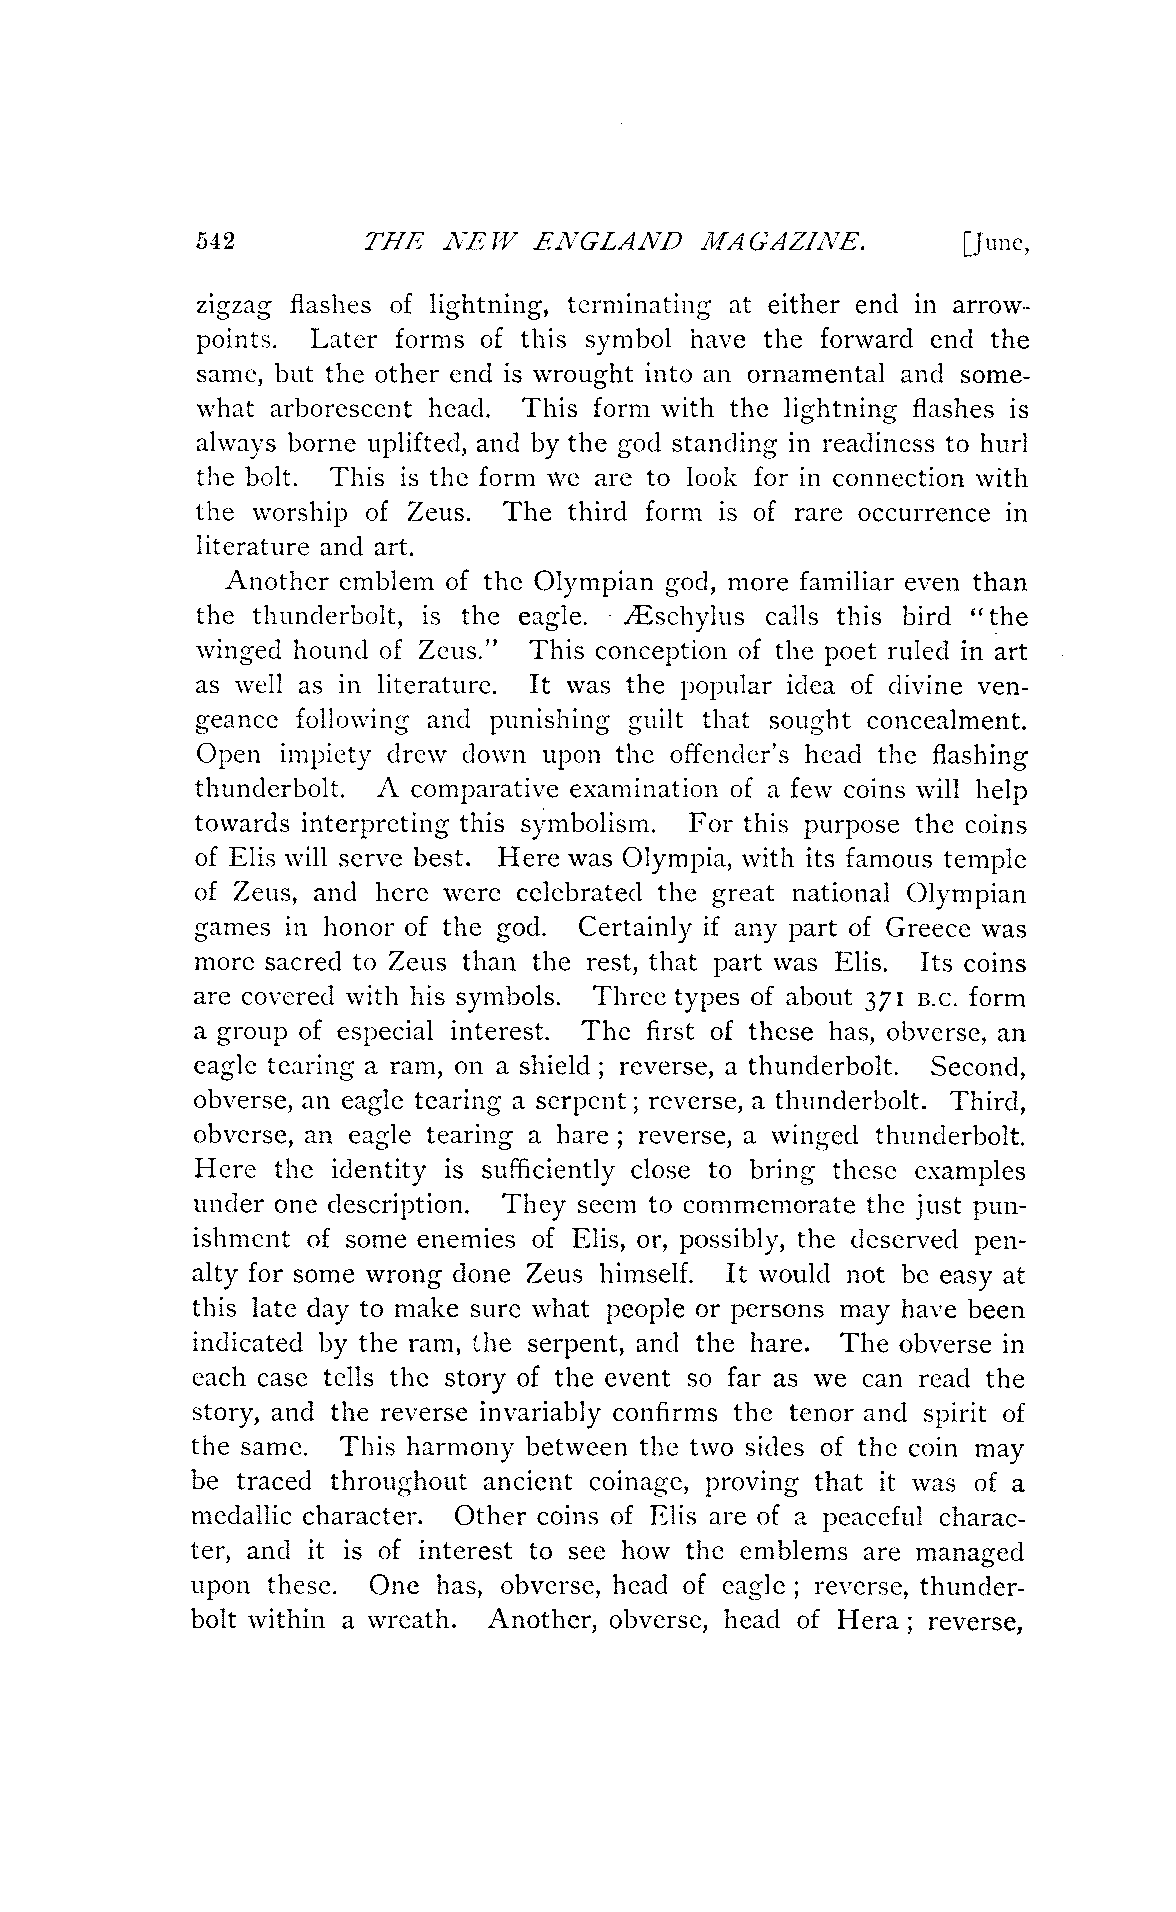 542 THE NEW ENGLAND MAGAZINE. [June,
zigzag flashes of lightning, terminating at either end in arrow-
points. Later forms of this symbol have the forward end the
same, but the other end is wrought into an ornamental and some-
what arborescent head. This form with the lightning flashes is
always borne uplifted, and by the god standing in readiness to hurl
the bolt. This is the form we are to look for in connection with
the worship of Zeus. The third form is of rare occurrence in
literature and art.
Another emblem of the Olympian god, more familiar even than
the thunderbolt, is the eagle. Æschylus calls this bird "the
winged hound of Zeus." This conception of the poet ruled in art
as well as in literature. It was the popular idea of divine ven-
geance following and punishing guilt that sought concealment.
Open impiety drew down upon the offender's head the flashing
thunderbolt. A comparative examination of a few coins will help
towards interpreting this symbolism. For this purpose the coins
of Elis will serve best. Here was Olympia, with its famous temple
of Zeus, and here were celebrated the great national Olympian
games in honor of the god. Certainly if any part of Greece was
more sacred to Zeus than the rest, that part was Elis. Its coins
are covered with his symbols. Three types of about 371 B.C. form
a group of especial interest. The first of these has, obverse, an
eagle tearing a ram, on a shield; reverse, a thunderbolt. Second,
obverse, an eagle tearing a serpent; reverse, a thunderbolt. Third,
obverse, an eagle tearing a hare; reverse, a winged thunderbolt.
Here the identity is sufficiently close to bring these examples
under one description. They seem to commemorate the just pun-
ishment of some enemies of Elis, or, possibly, the deserved pen-
alty for some wrong done Zeus himself. It would not be easy at
this late day to make sure what people or persons may have been
indicated by the ram, the serpent, and the hare. The obverse in
each case tells the story of the event so far as we can read the
story, and the reverse invariably confirms the tenor and spirit of
the same. This harmony between the two sides of the coin may
be traced throughout ancient coinage, proving that it was of a
medallic character. Other coins of Elis are of a peaceful charac-
ter, and it is of interest to see how the emblems are managed
upon these. One has, obverse, head of eagle; reverse, thunder-
bolt within a wreath. Another, obverse, head of Hera; reverse,